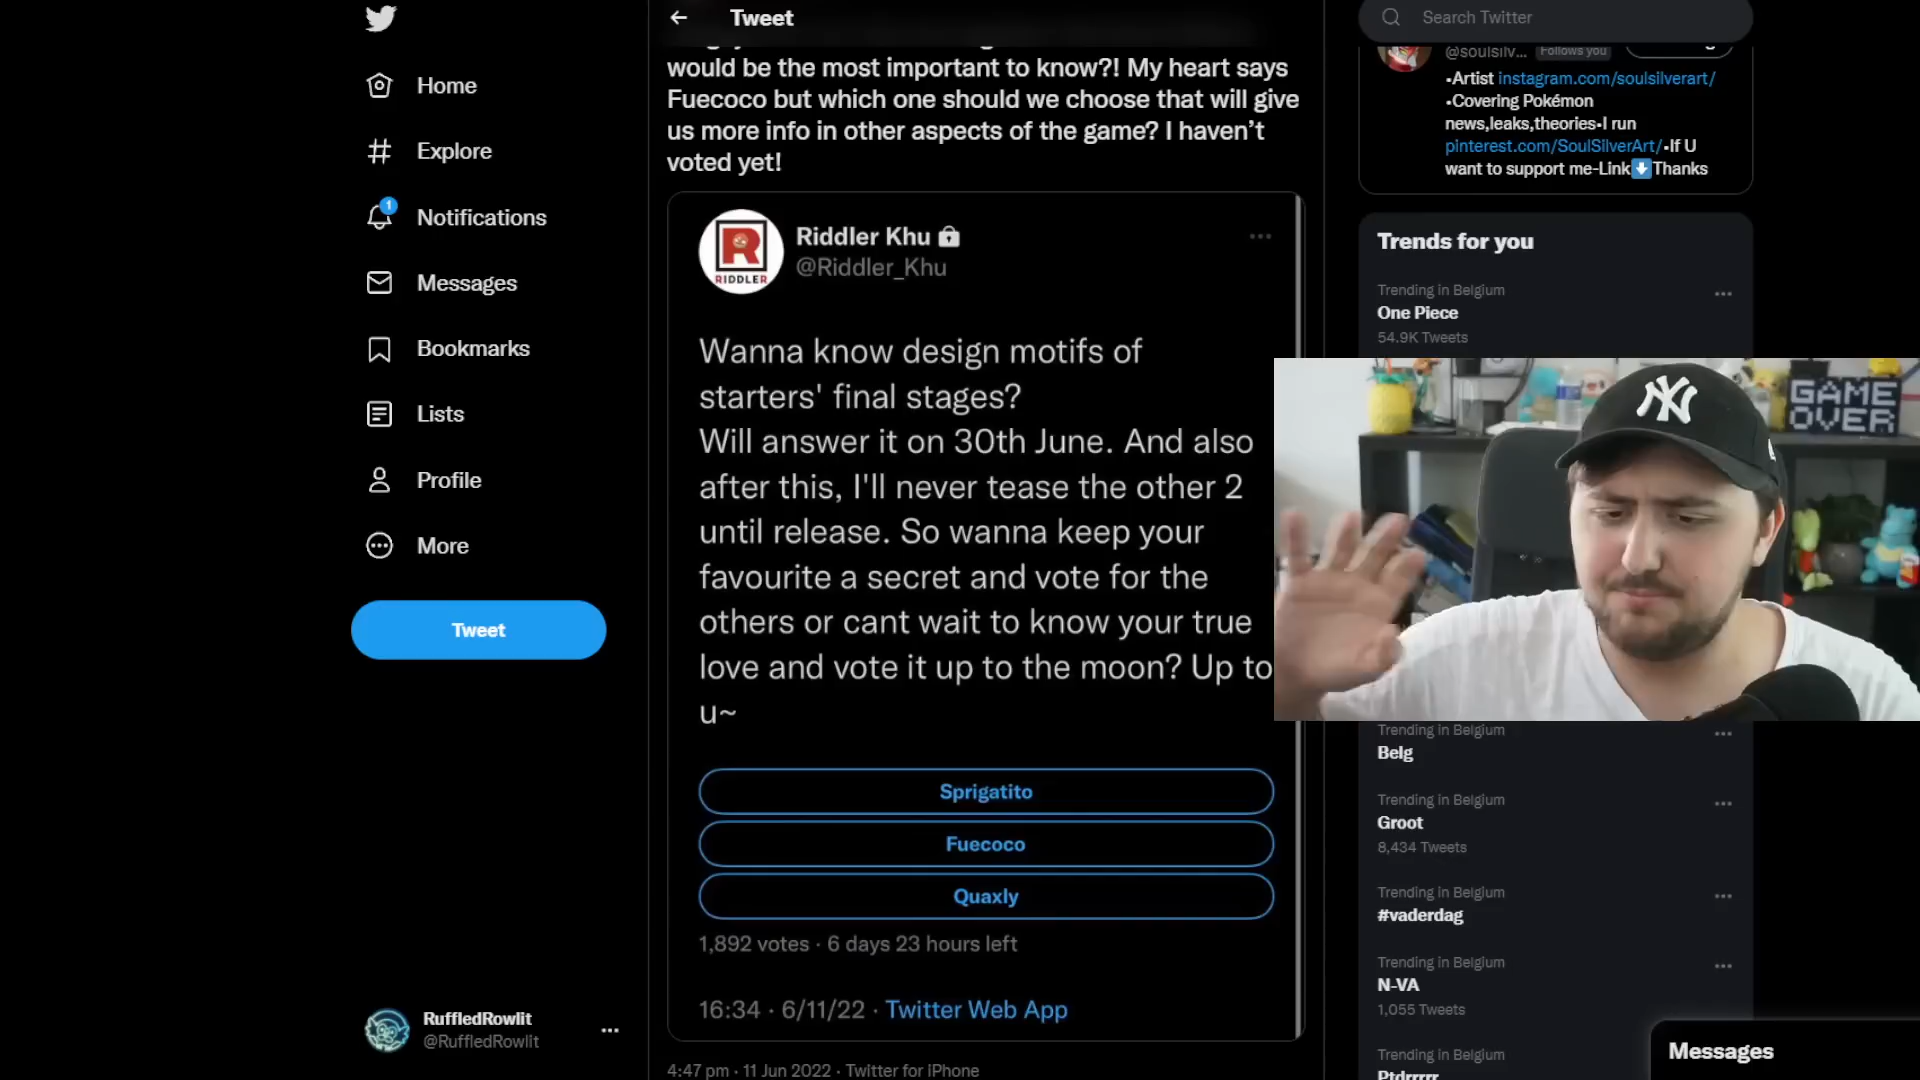 Home
Explore
1
Notifications
Messages
Bookmarks
Lists
Profile
More
Tweet
RuffledRowlit
@RuffledRowlit
Tweet
would be the most important to know?! My heart says
Fuecoco but which one should we choose that will give
us more info in other aspects of the game? I haven’t
voted yet!
RIDDLER
Riddler Khu
@Riddler_Khu
Wanna know design motifs of
starters' final stages?
Will answer it on 30th June. And also
after this, I'll never tease the other 2
until release. So wanna keep your
favourite a secret and vote for the
others or cant wait to know your true
love and vote it up to the moon? Up to
u~
Sprigatito
Fuecoco
Quaxly
1,892 votes · 6 days 23 hours left
16:34 · 6/11/22 · Twitter Web App
4:47 pm · 11 Jun 2022 · Twitter for iPhone
Search Twitter
@soulsilv... Follows you
•Artist instagram.com/soulsilverart/
•Covering Pokémon
news,leaks,theories•I run
pinterest.com/SoulSilverArt/•If U
want to support me-Link⬇Thanks
Trends for you
Trending in Belgium
One Piece
54.9K Tweets
NY
GAME
OVER
Trending in Belgium
Belg
Trending in Belgium
Groot
8,434 Tweets
Trending in Belgium
#vaderdag
Trending in Belgium
N-VA
1,055 Tweets
Trending in Belgium
Messages